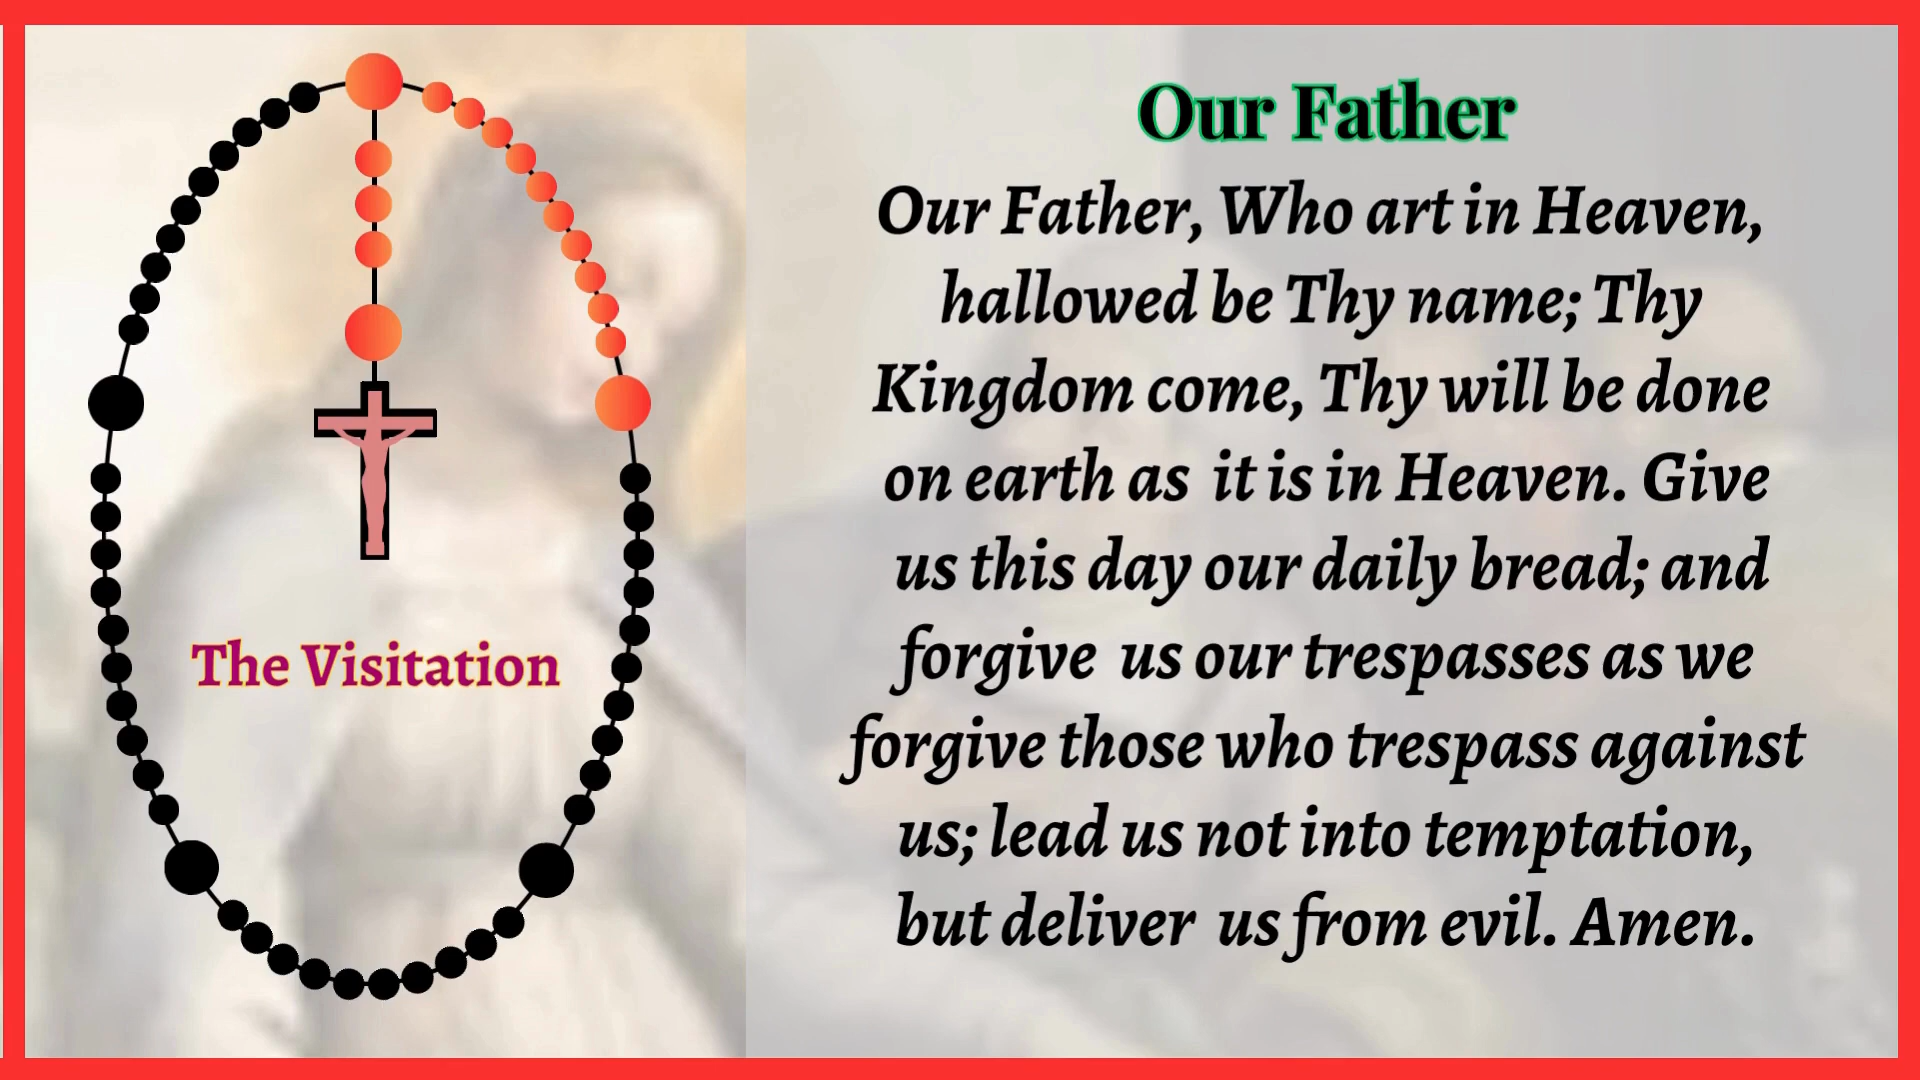 The Visitation
Our Father
Our Father, Who art in Heaven,
hallowed be Thy name; Thy
Kingdom come, Thy will be done
on earth as it is in Heaven. Give
us this day our daily bread; and
forgive us our trespasses as we
forgive those who trespass against
us; lead us not into temptation,
but deliver us from evil. Amen.